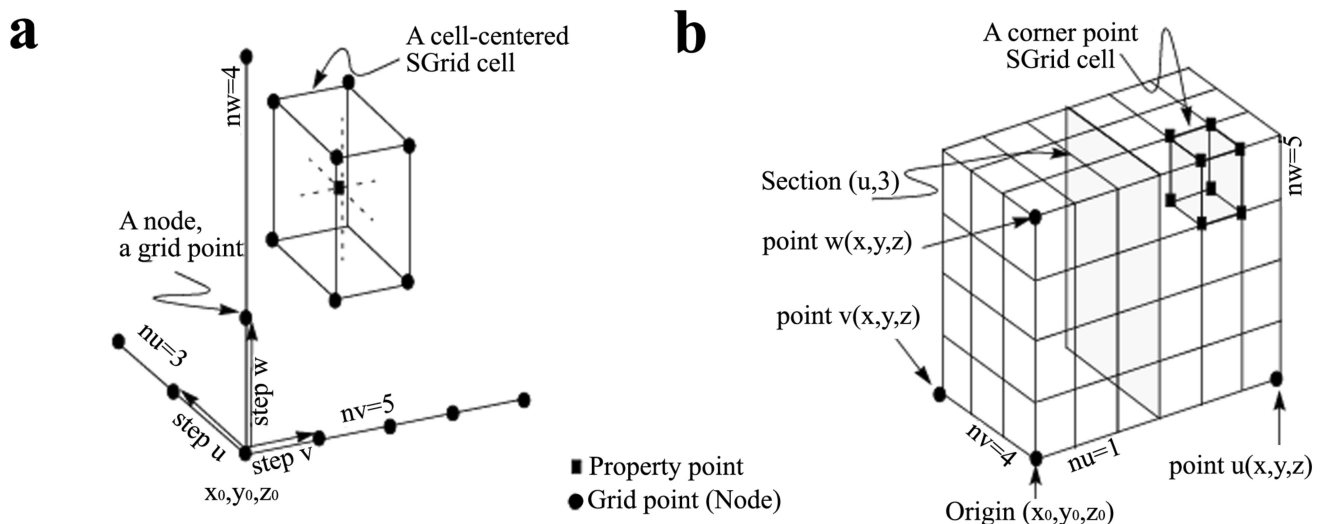 a
A cell-centered
SGrid cell
nw=4
A node,
a grid point
nu=3
step u
step w
step v
nv=5
x₀,y₀,z₀
Property point
Grid point (Node)
b
A corner point
SGrid cell
Section (u,3)
point w(x,y,z)
point v(x,y,z)
nw=5
nv=4
nu=1
point u(x,y,z)
Origin (x₀,y₀,z₀)